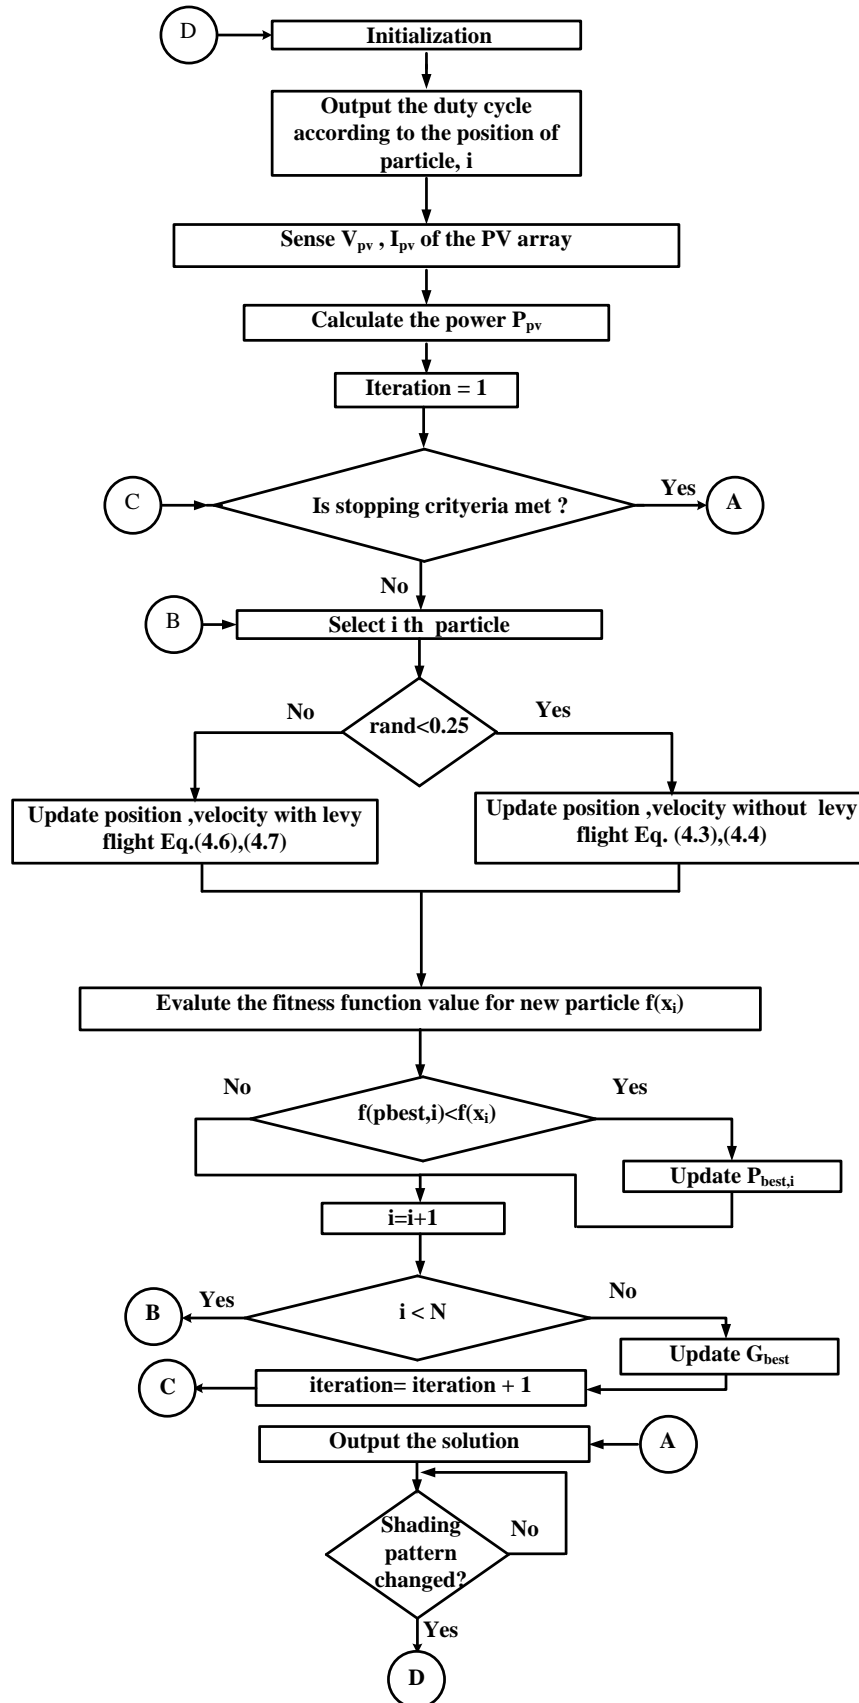 D
Initialization
Output the duty cycle
according to the position of
particle, i
Sense Vpv , Ipv of the PV array
Calculate the power Ppv
Iteration = 1
C
Is stopping crityeria met ?
Yes
A
No
B
Select i th particle
No
rand<0.25
Yes
Update position ,velocity with levy
flight Eq.(4.6),(4.7)
Update position ,velocity without levy
flight Eq. (4.3),(4.4)
Evalute the fitness function value for new particle f(xi)
No
Yes
f(pbest,i)<f(xi)
Update Pbest,i
i=i+1
B
Yes
i < N
No
Update Gbest
C
iteration= iteration + 1
Output the solution
A
Shading
pattern
changed?
No
Yes
D